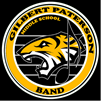 GILBERT PATERSON
MIDDLE SCHOOL
BAND